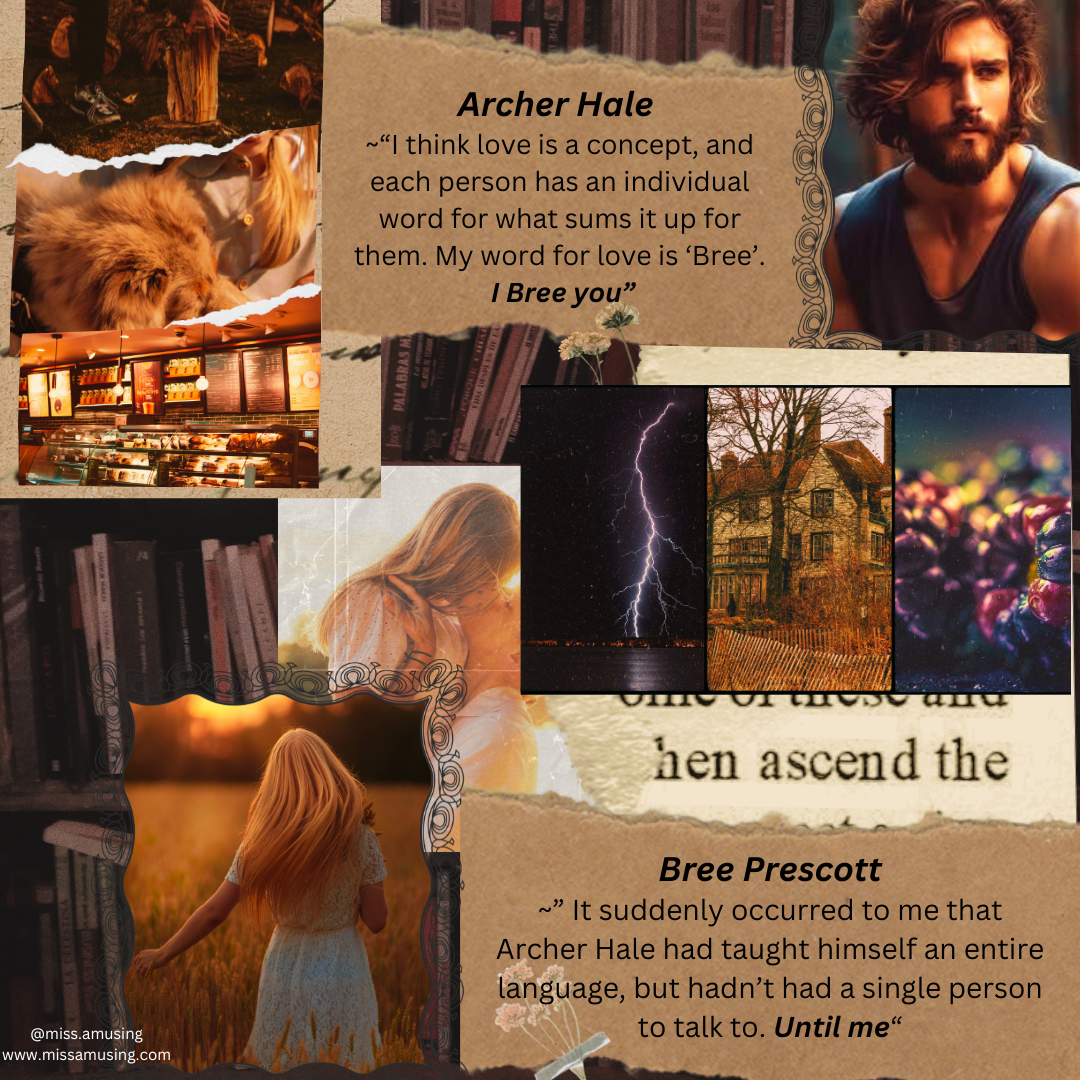 Archer Hale
~“I think love is a concept, and
each person has an individual
word for what sums it up for
them. My word for love is ‘Bree’.
I Bree you”
PALABRAS M
hen ascend the
Bree Prescott
~” It suddenly occurred to me that
Archer Hale had taught himself an entire
language, but hadn’t had a single person
to talk to. Until me“
@miss.amusing
www.missamusing.com